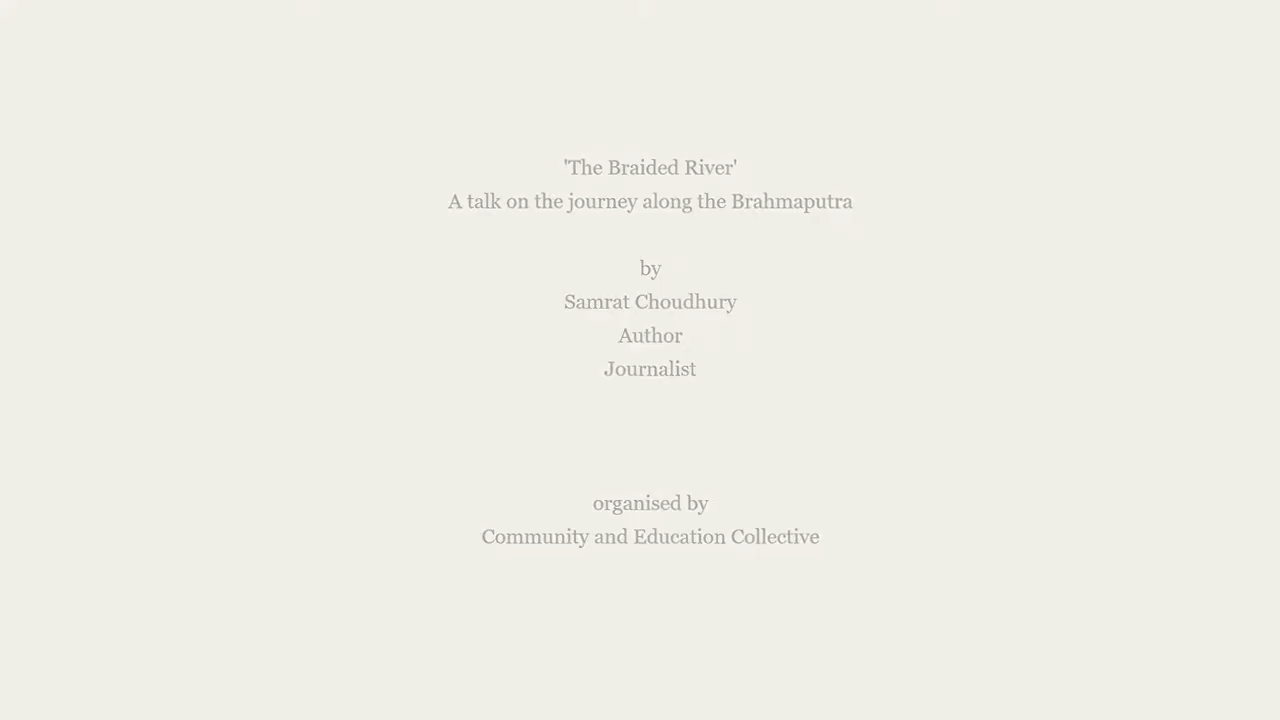 'The Braided River'
A talk on the journey along the Brahmaputra
by
Samrat Choudhury
Author
Journalist
organised by
Community and Education Collective